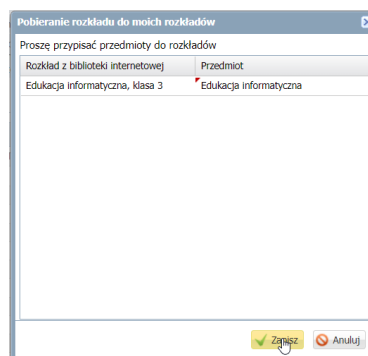 Pobieranie rozkładu do moich rozkładów
Proszę przypisać przedmioty do rozkładów
Rozkład z biblioteki internetowej Przedmiot
Edukacja informatyczna, klasa 3 Edukacja informatyczna
Zapisz Anuluj